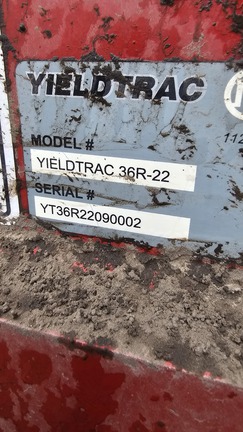 YIELDTRAC
MODEL #
YIELDTRAC 36R-22
SERIAL #
YT36R22090002